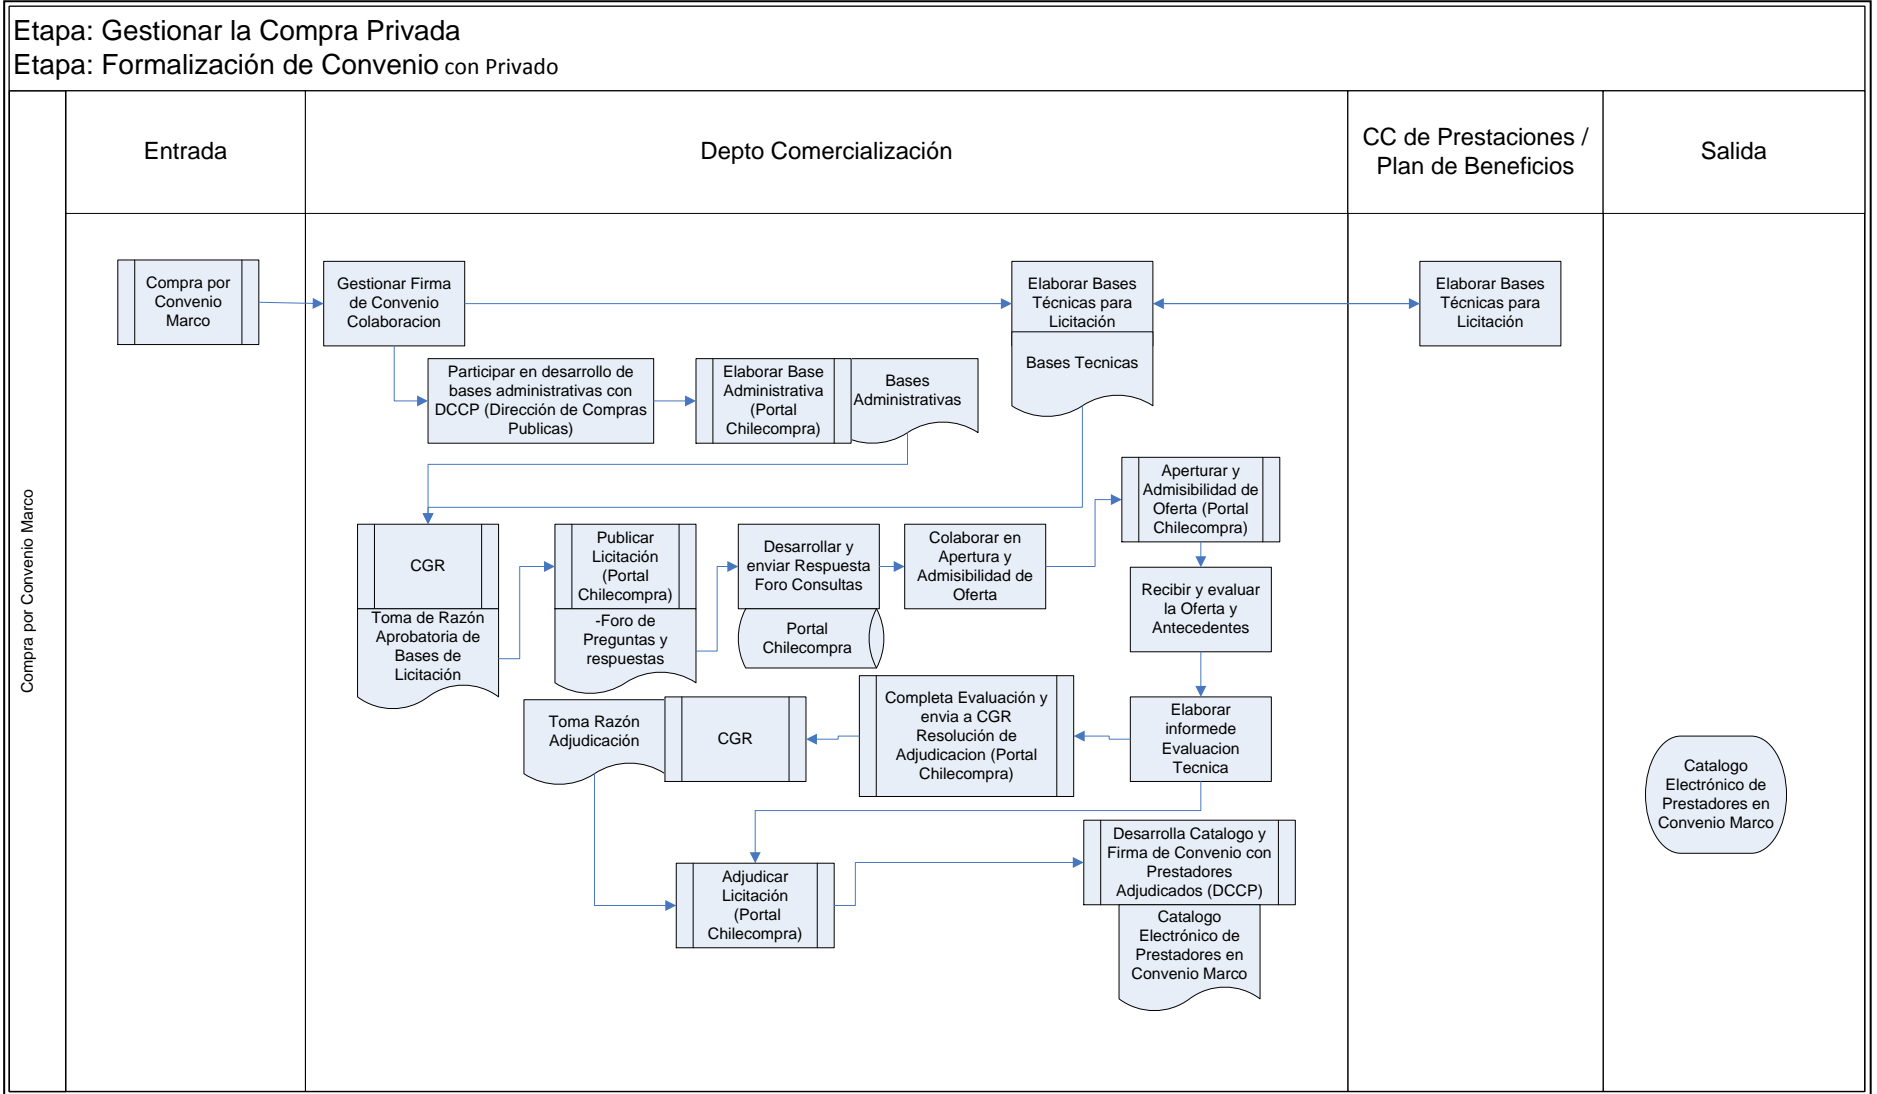 Etapa: Gestionar la Compra Privada
Etapa: Formalización de Convenio con Privado
Compra por Convenio Marco
Entrada
Depto Comercialización
CC de Prestaciones /
Plan de Beneficios
Salida
Compra por
Convenio
Marco
Gestionar Firma
de Convenio
Colaboracion
Elaborar Bases
Técnicas para
Licitación
Bases Tecnicas
Elaborar Bases
Técnicas para
Licitación
Participar en desarrollo de
bases administrativas con
DCCP (Dirección de Compras
Publicas)
Elaborar Base
Administrativa
(Portal
Chilecompra)
Bases
Administrativas
CGR
Toma de Razón
Aprobatoria de
Bases de
Licitación
Publicar
Licitación
(Portal
Chilecompra)
-Foro de
Preguntas y
respuestas
Desarrollar y
enviar Respuesta
Foro Consultas
Portal
Chilecompra
Colaborar en
Apertura y
Admisibilidad de
Oferta
Aperturar y
Admisibilidad de
Oferta (Portal
Chilecompra)
Recibir y evaluar
la Oferta y
Antecedentes
Elaborar
informede
Evaluacion
Tecnica
Completa Evaluación y
envia a CGR
Resolución de
Adjudicacion (Portal
Chilecompra)
CGR
Toma Razón
Adjudicación
Adjudicar
Licitación
(Portal
Chilecompra)
Desarrolla Catalogo y
Firma de Convenio con
Prestadores
Adjudicados (DCCP)
Catalogo
Electrónico de
Prestadores en
Convenio Marco
Catalogo
Electrónico de
Prestadores en
Convenio Marco